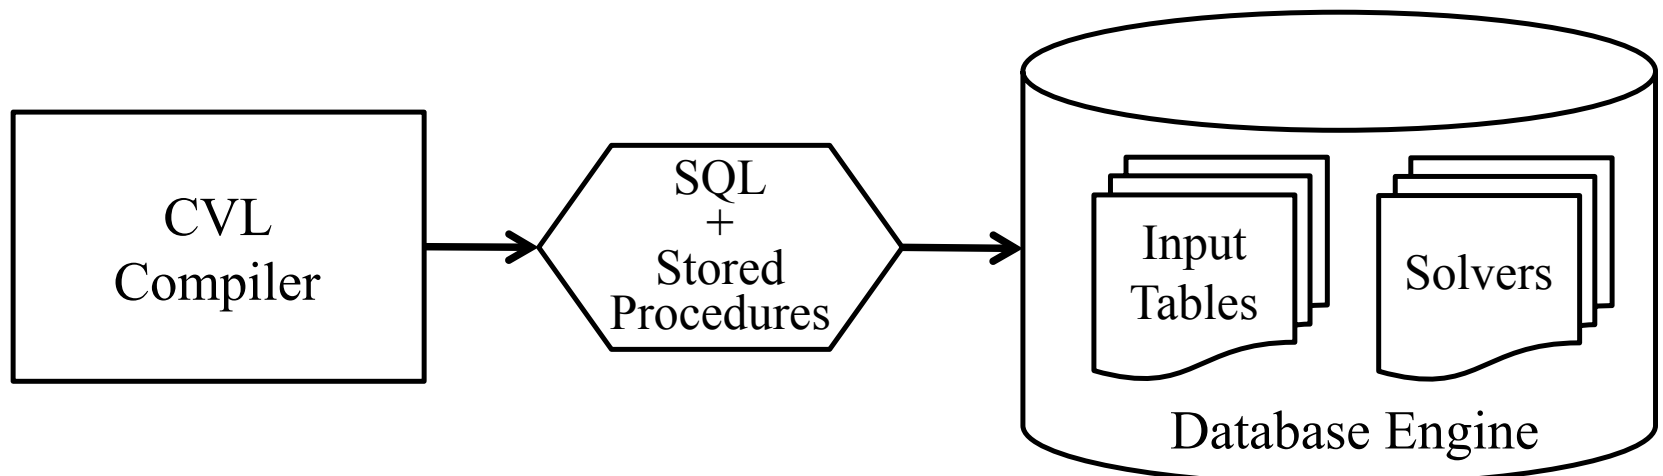 CVL
Compiler
SQL
+
Stored
Procedures
Input
Tables
Solvers
Database Engine